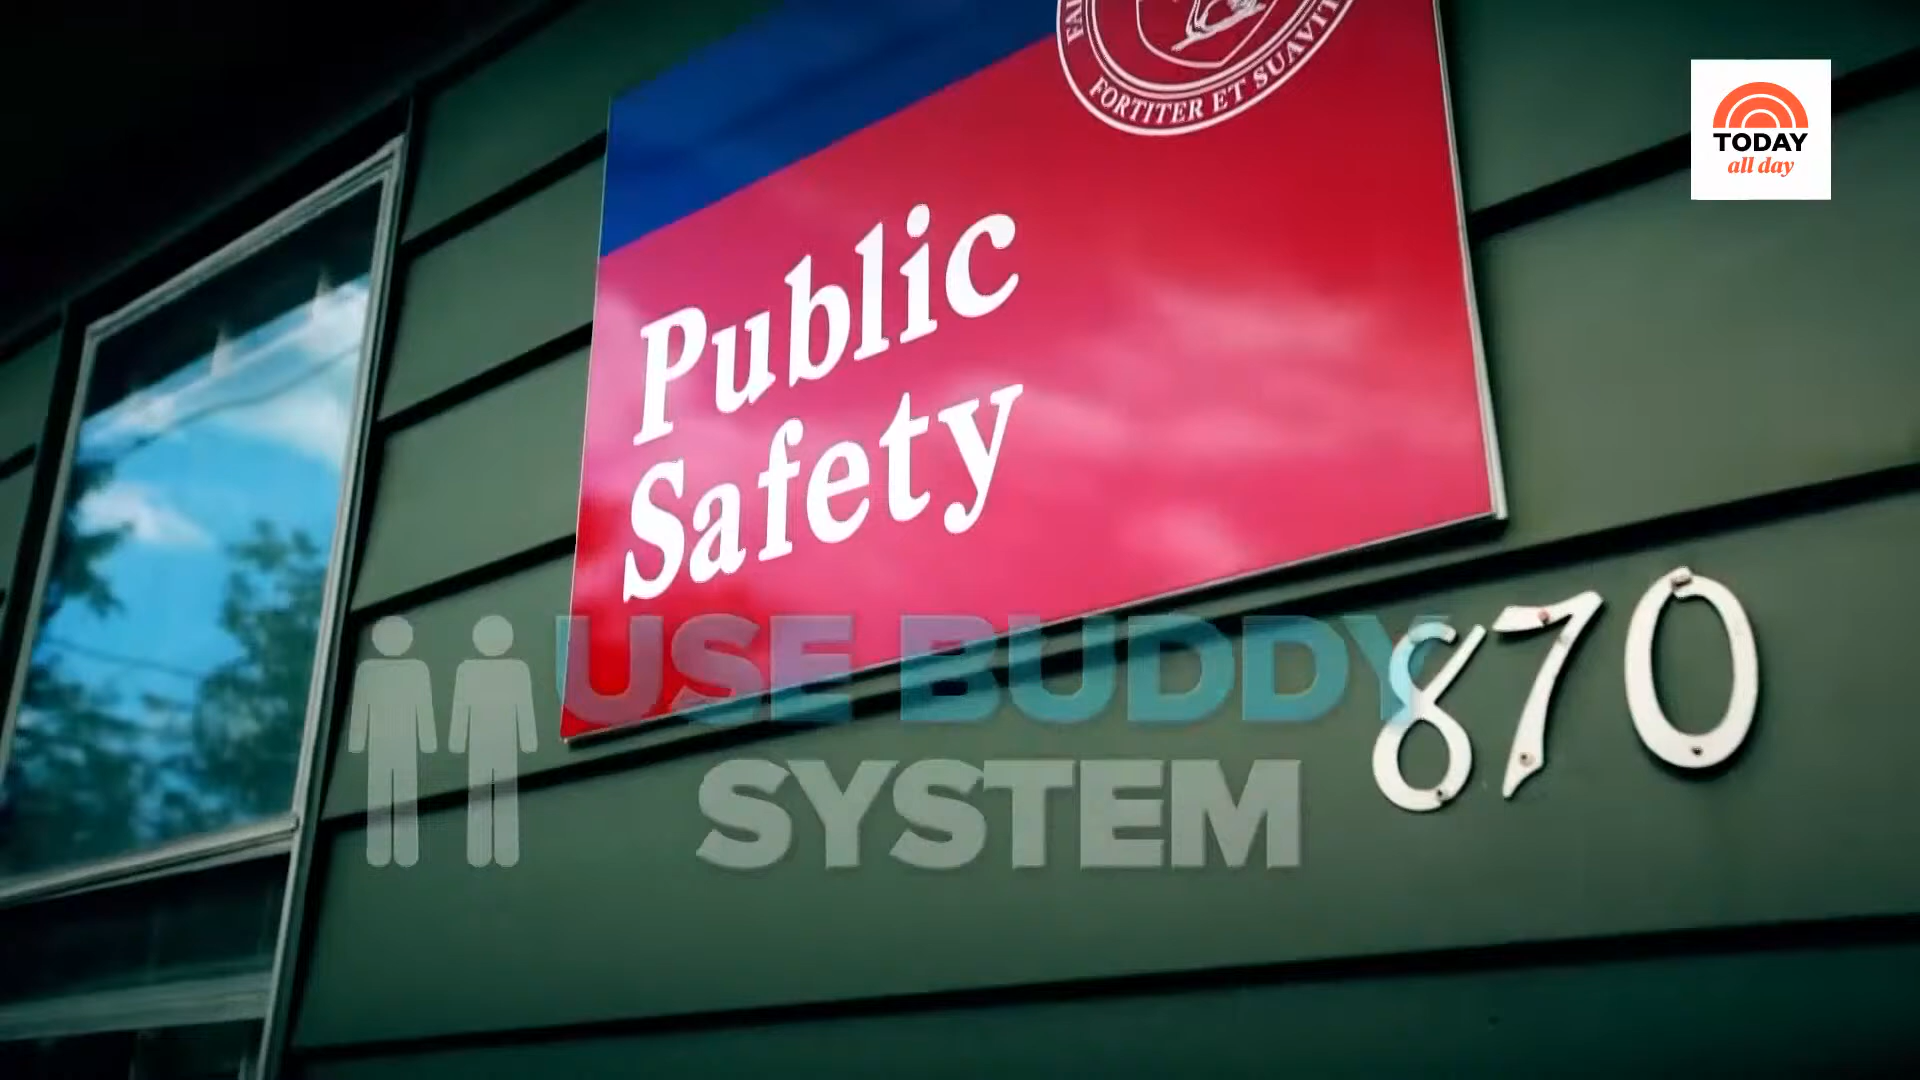 FORTITER ET SUAVIT
TODAY
all day
Public
Safety
USE BUDDY
SYSTEM
870